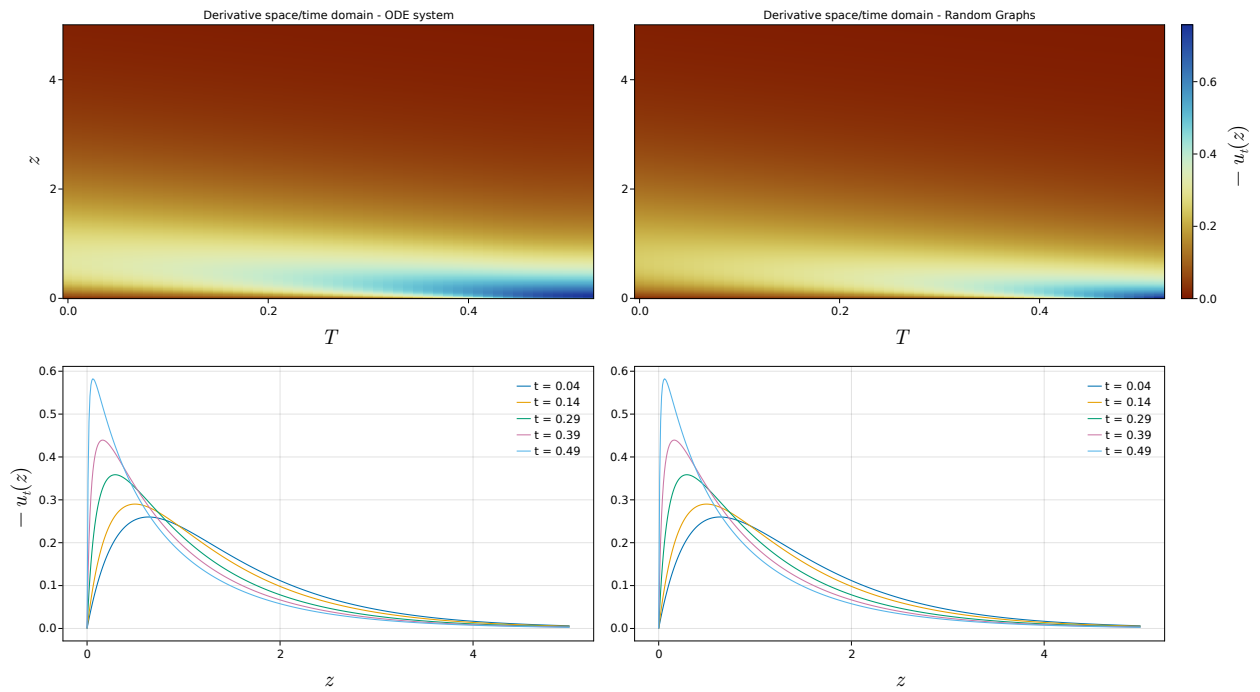 Derivative space/time domain - ODE system
Derivative space/time domain - Random Graphs
4
2
0
z
0.0
0.2
0.4
T
4
2
0
0.0
0.2
0.4
T
0.6
0.4
0.2
0.0
− u_t(z)
0.6
0.5
0.4
0.3
0.2
0.1
0.0
− u_t(z)
t = 0.04
t = 0.14
t = 0.29
t = 0.39
t = 0.49
0
2
4
z
0.6
0.5
0.4
0.3
0.2
0.1
0.0
t = 0.04
t = 0.14
t = 0.29
t = 0.39
t = 0.49
0
2
4
z